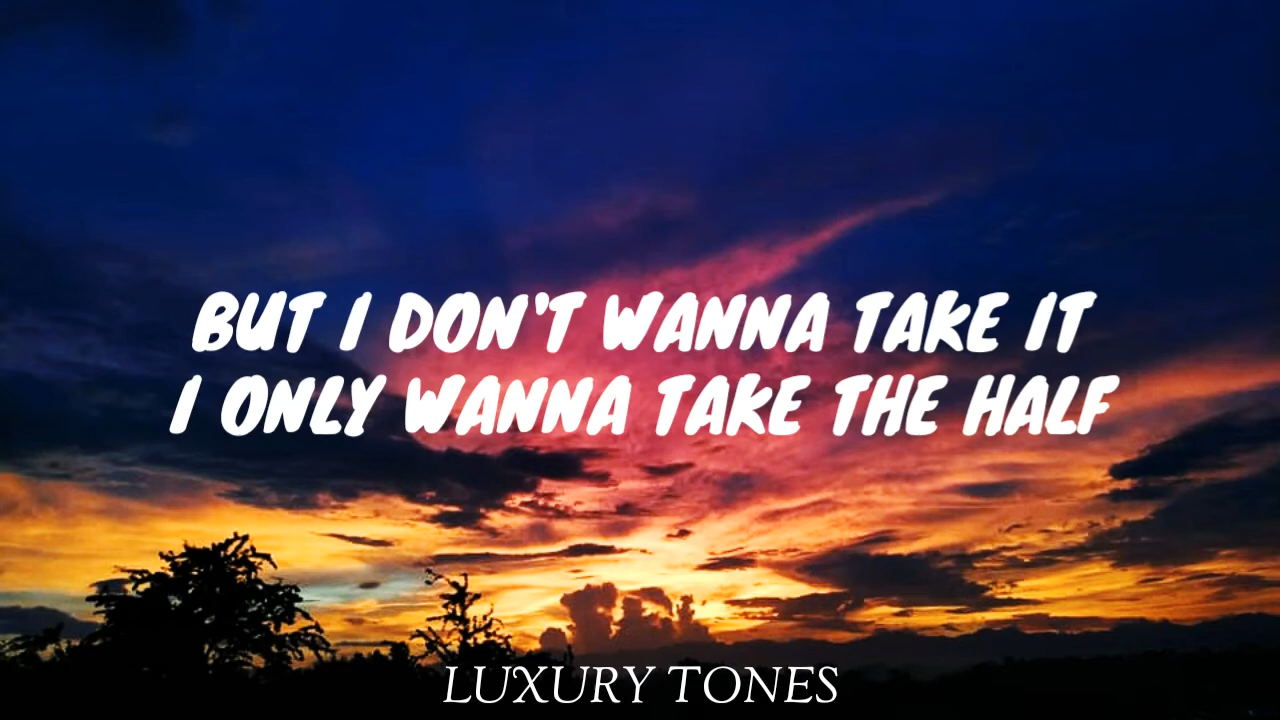 BUT I DON'T WANNA TAKE IT
I ONLY WANNA TAKE THE HALF
LUXURY TONES